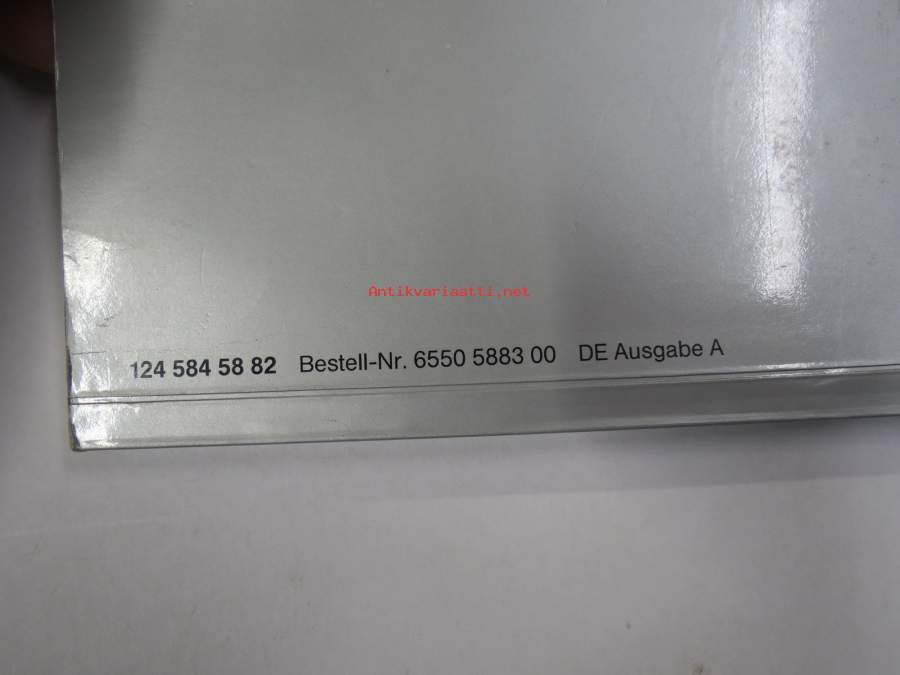 Antikvariaatti.net
124 584 58 82 Bestell-Nr. 6550 5883 00 DE Ausgabe A